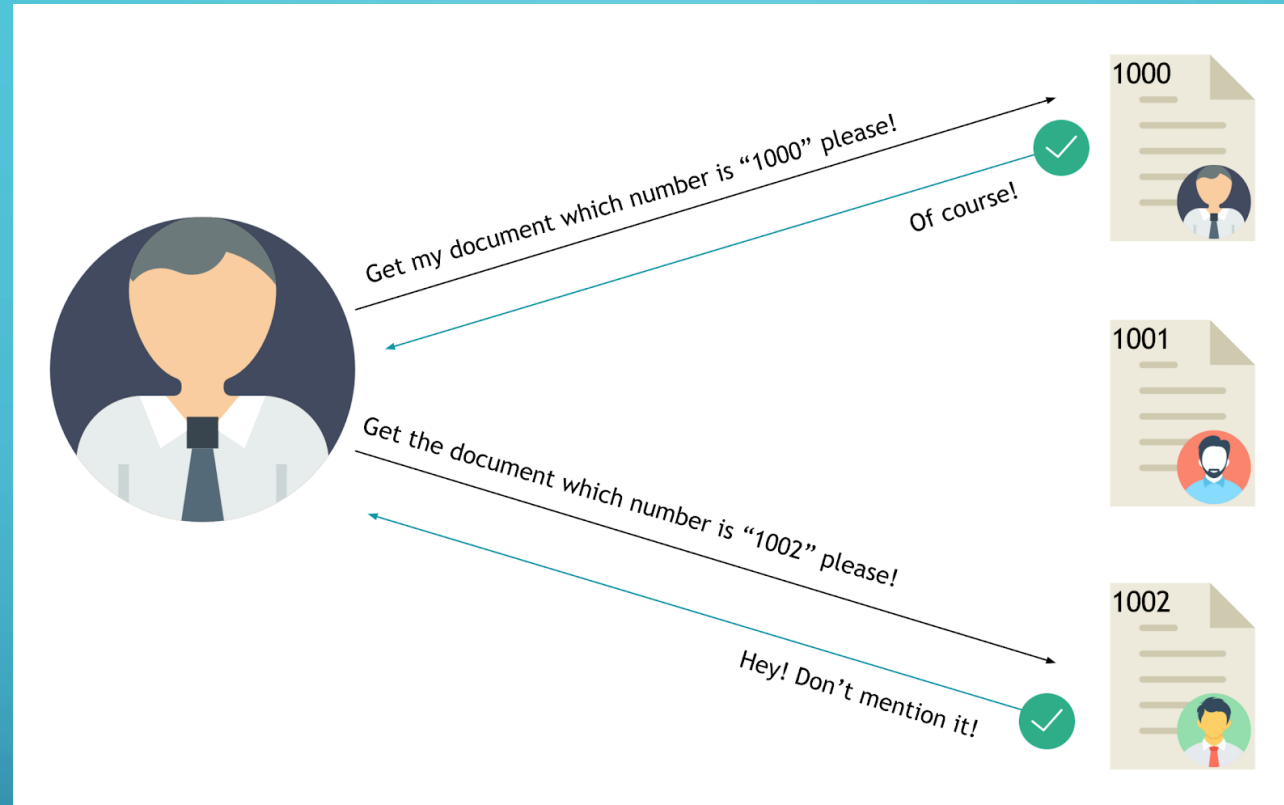 1000
Get my document which number is “1000” please!
Of course!
1001
Get the document which number is “1002” please!
Hey! Don’t mention it!
1002